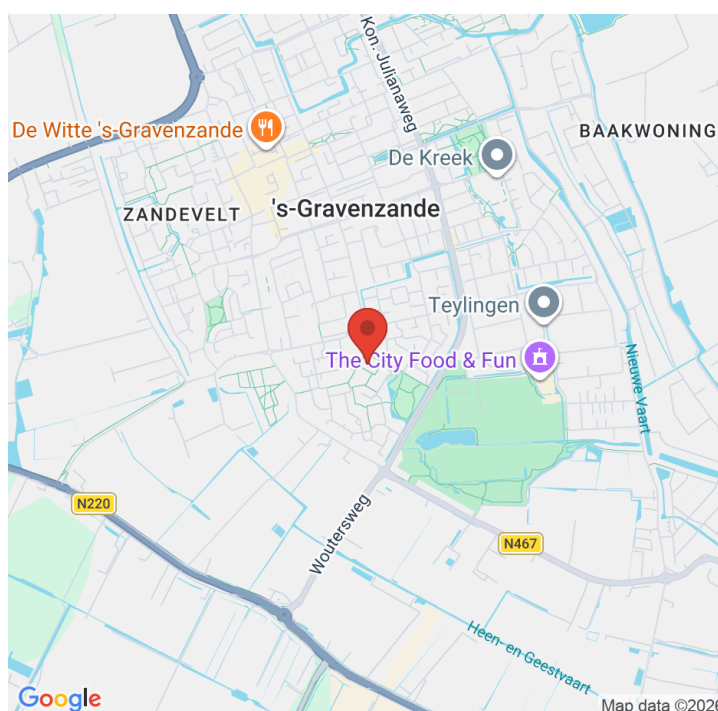 Kon. Julianaweg
De Witte 's-Gravenzande
BAAKWONING
De Kreek
ZANDEVELT
's-Gravenzande
Teylingen
The City Food & Fun
Nieuwe Vaart
N220
Woutersweg
N467
Heen- en Geestvaart
Google
Map data ©2026